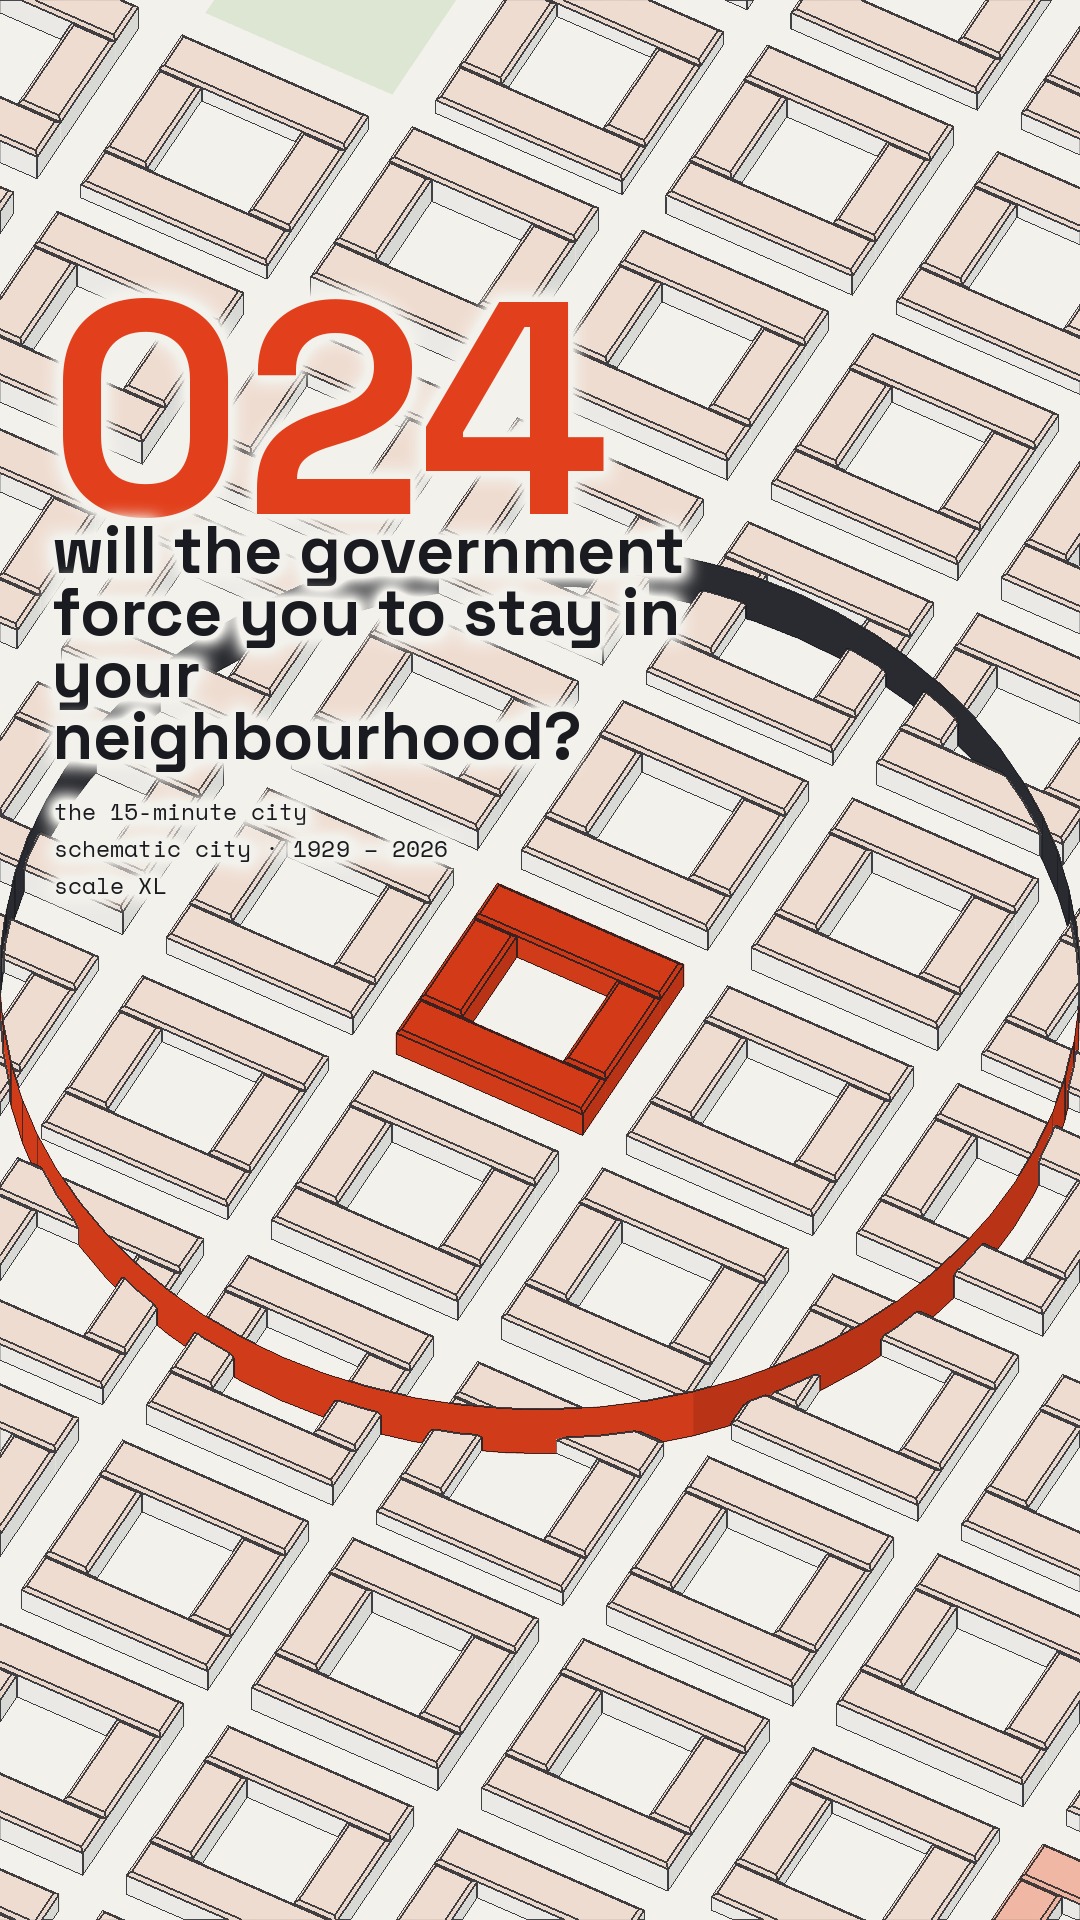 024
will the government
force you to stay in
your
neighbourhood?
the 15-minute city
schematic city · 1929 – 2026
scale XL